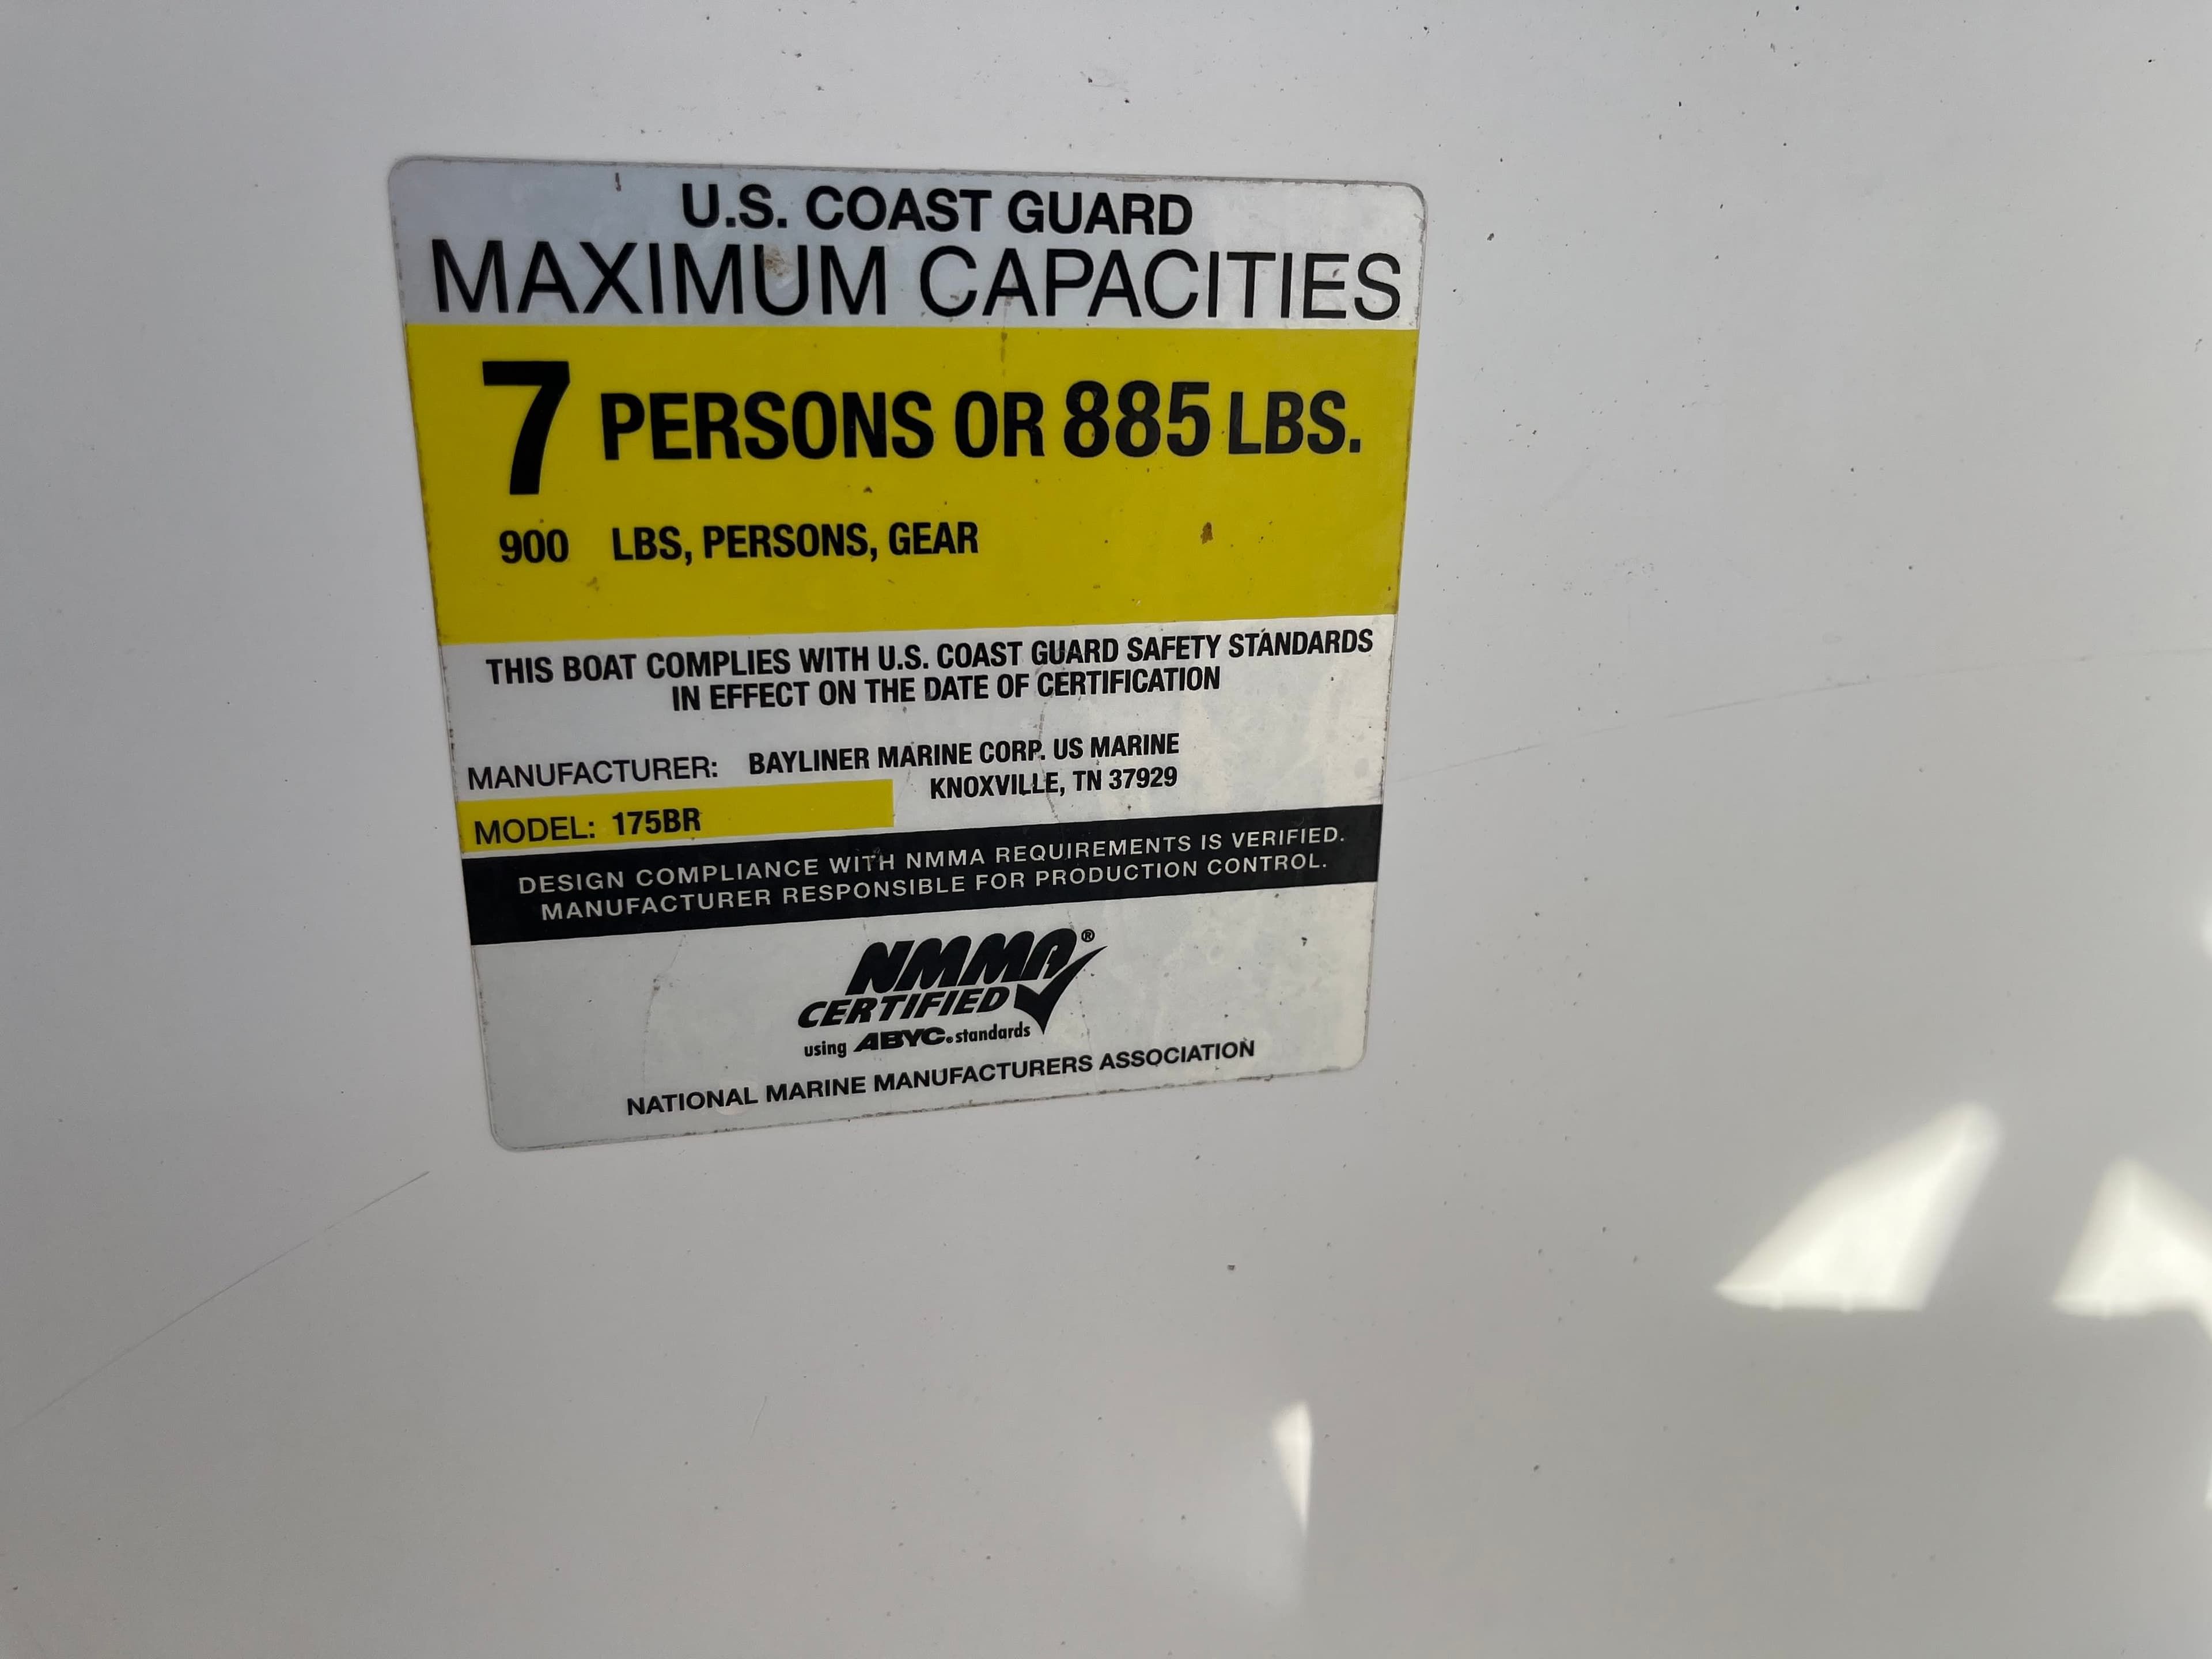 U.S. COAST GUARD
MAXIMUM CAPACITIES
7 PERSONS OR 885 LBS.
900 LBS, PERSONS, GEAR
THIS BOAT COMPLIES WITH U.S. COAST GUARD SAFETY STANDARDS
IN EFFECT ON THE DATE OF CERTIFICATION
MANUFACTURER: BAYLINER MARINE CORP. US MARINE
KNOXVILLE, TN 37929
MODEL: 175BR
DESIGN COMPLIANCE WITH NMMA REQUIREMENTS IS VERIFIED.
MANUFACTURER RESPONSIBLE FOR PRODUCTION CONTROL.
NMMA®
CERTIFIED
using ABYC® standards
NATIONAL MARINE MANUFACTURERS ASSOCIATION